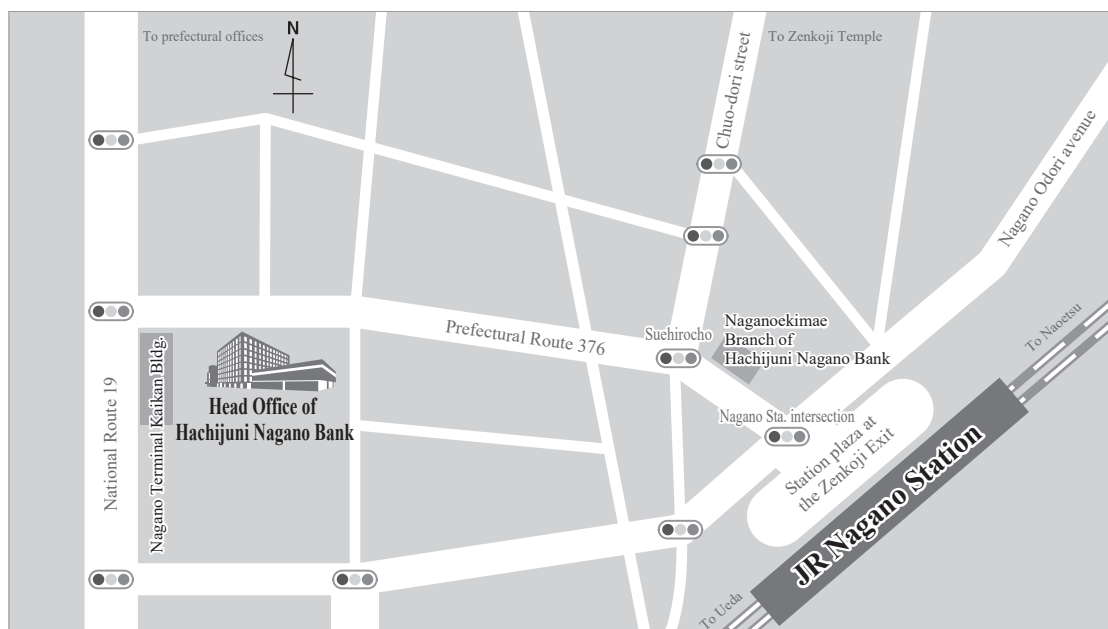 To prefectural offices
N
To Zenkoji Temple
Chuo-dori street
Nagano Odori avenue
Prefectural Route 376
Suehirocho
Naganoekimae
Branch of
Hachijuni Nagano Bank
To Naoetsu
National Route 19
Nagano Terminal Kaikan Bldg.
Head Office of
Hachijuni Nagano Bank
Nagano Sta. intersection
Station plaza at
the Zenkoji Exit
JR Nagano Station
To Ueda